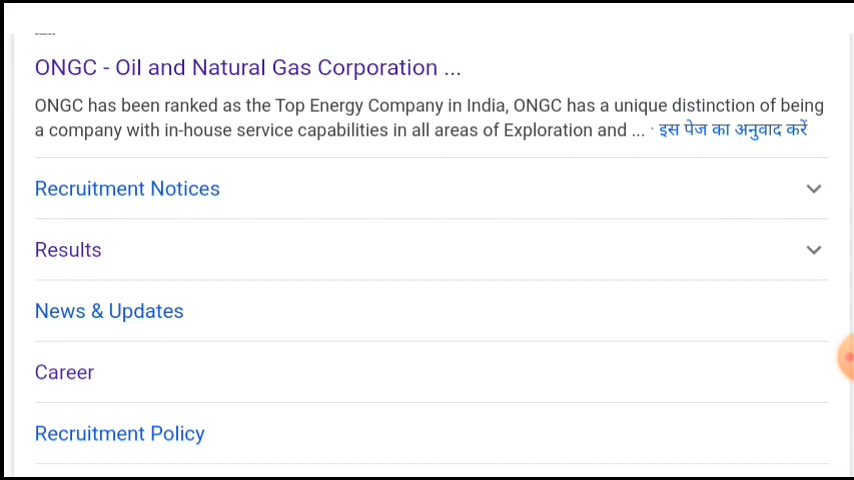 ONGC - Oil and Natural Gas Corporation ...
ONGC has been ranked as the Top Energy Company in India, ONGC has a unique distinction of being
a company with in-house service capabilities in all areas of Exploration and ... · इस पेज का अनुवाद करें
Recruitment Notices
Results
News & Updates
Career
Recruitment Policy